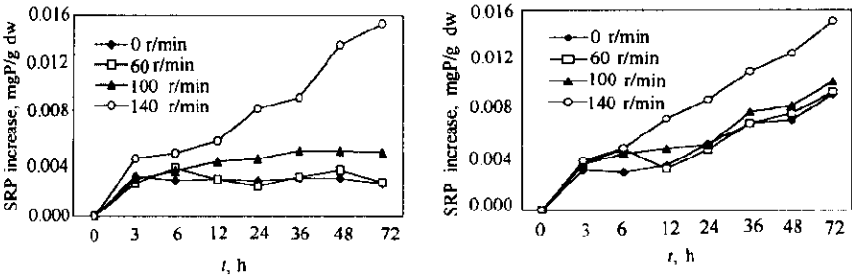 SRP increase, mgP/g dw
0.016
0.012
0.008
0.004
0.000
0 r/min
60 r/min
100 r/min
140 r/min
0 3 6 12 24 36 48 72
t, h
SRP increase, mgP/g dw
0.016
0.012
0.008
0.004
0.000
0 r/min
60 r/min
100 r/min
140 r/min
0 3 6 12 24 36 48 72
t, h